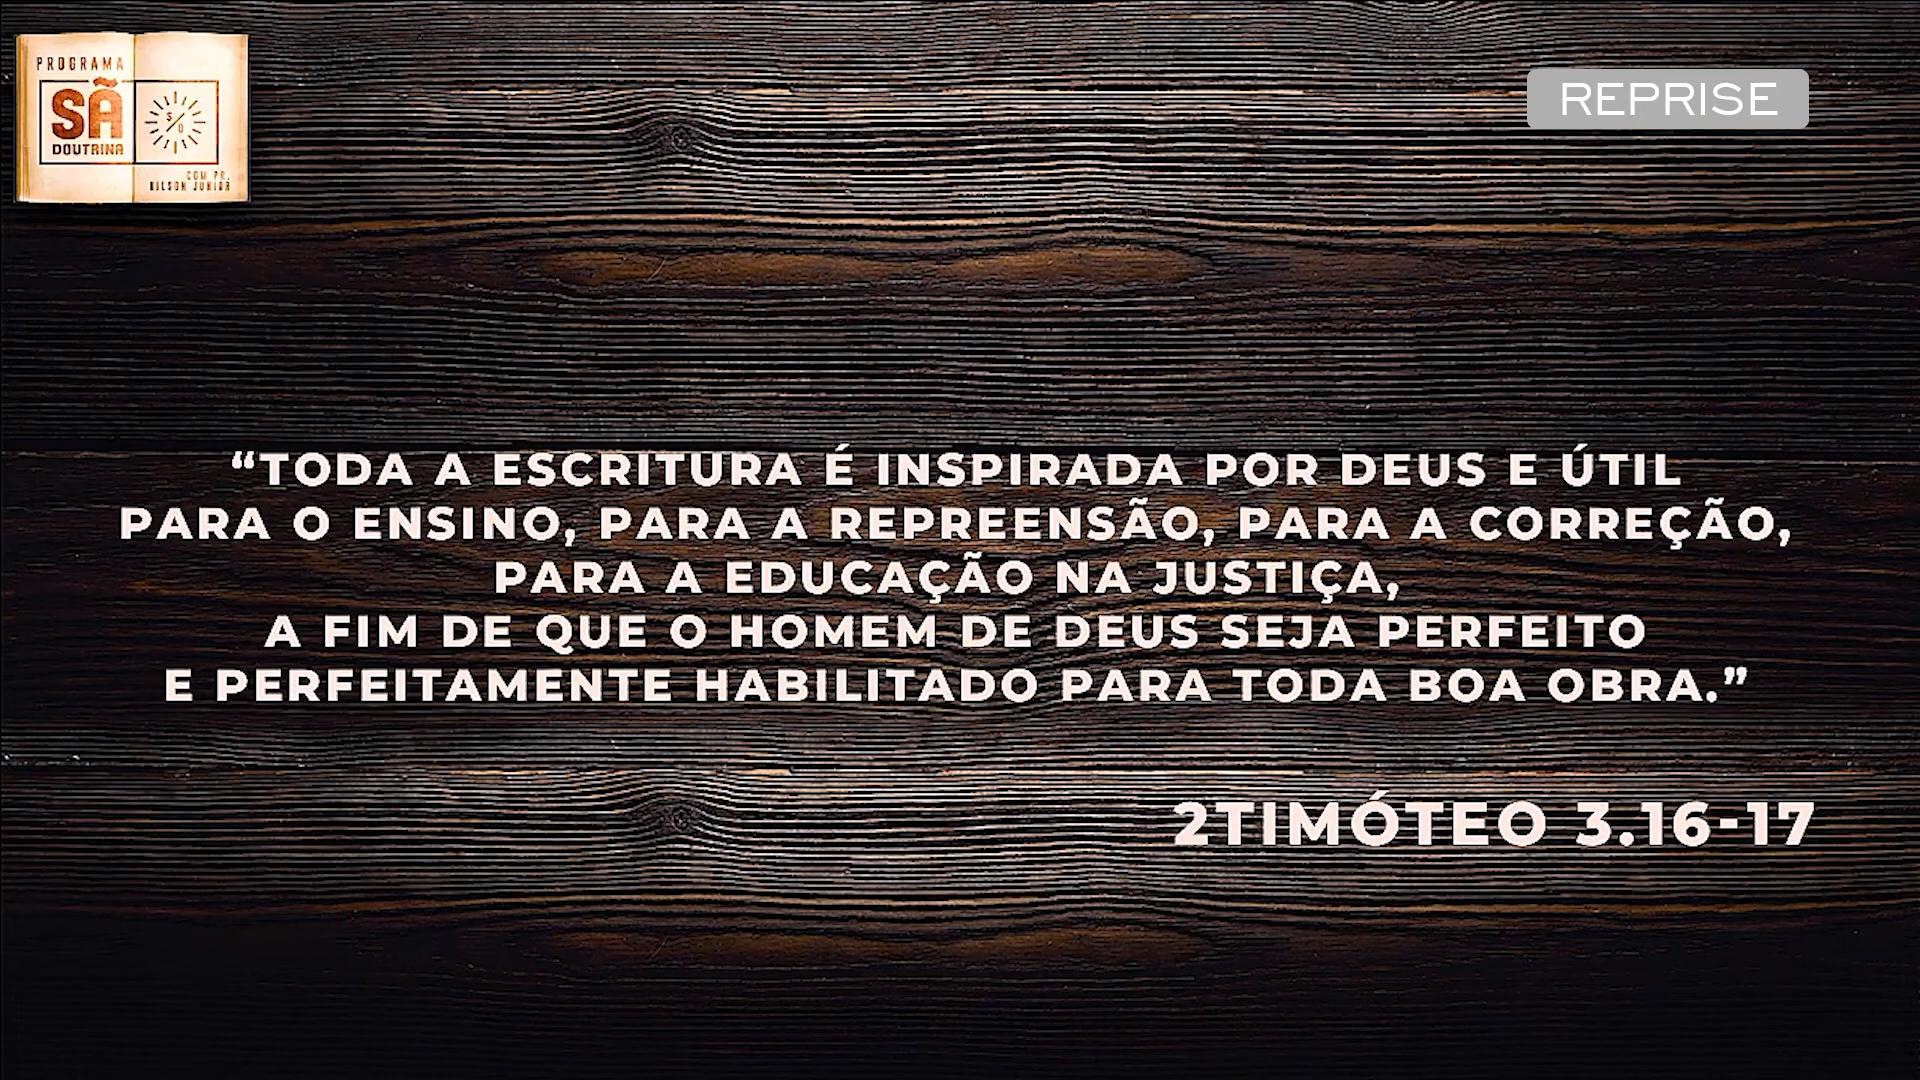 PROGRAMA
SÃ
DOUTRINA
COM PR.
REPRISE
“TODA A ESCRITURA É INSPIRADA POR DEUS E ÚTIL
PARA O ENSINO, PARA A REPREENSÃO, PARA A CORREÇÃO,
PARA A EDUCAÇÃO NA JUSTIÇA,
A FIM DE QUE O HOMEM DE DEUS SEJA PERFEITO
E PERFEITAMENTE HABILITADO PARA TODA BOA OBRA.”
2TIMÓTEO 3.16-17